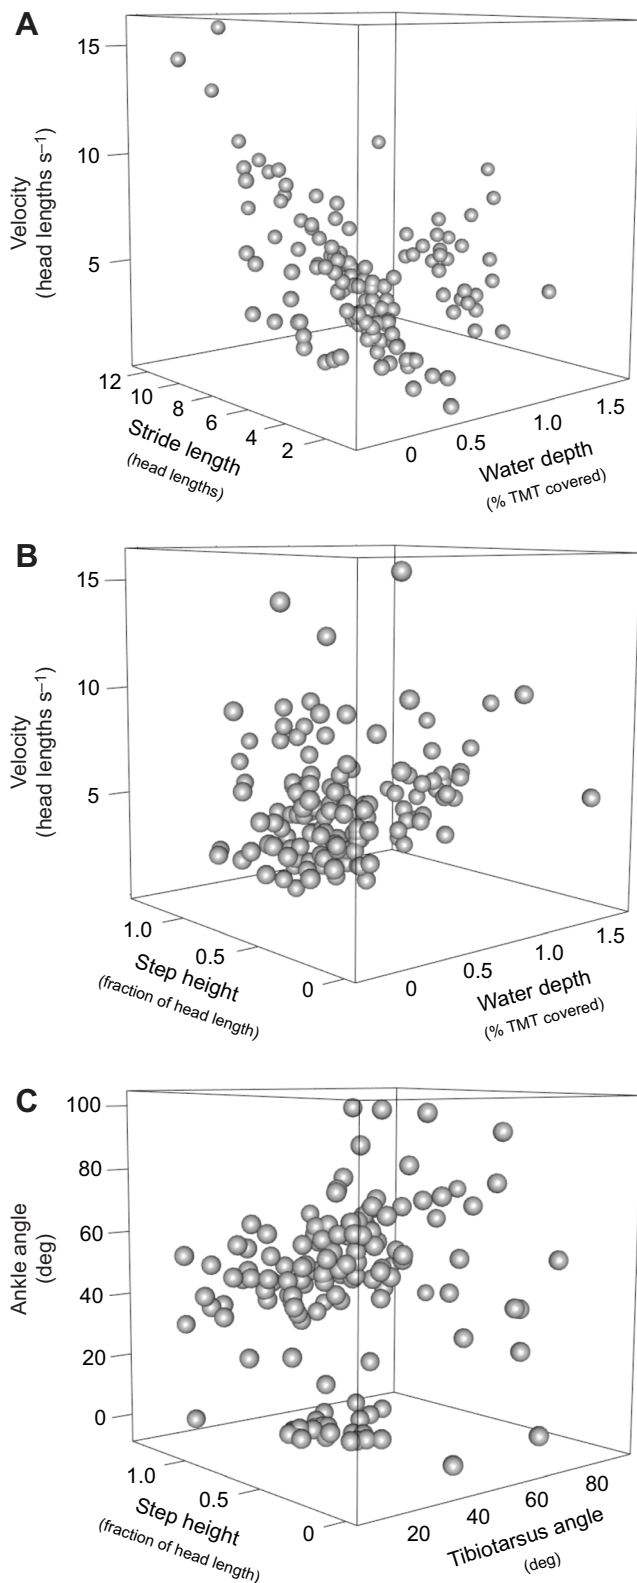 A
15
10
5
Velocity
(head lengths s–1)
12
10
8
6
4
2
Stride length
(head lengths)
0
0.5
1.0
1.5
Water depth
(% TMT covered)
B
15
10
5
Velocity
(head lengths s–1)
1.0
0.5
0
Step height
(fraction of head length)
0
0.5
1.0
1.5
Water depth
(% TMT covered)
C
100
80
60
40
20
0
Ankle angle
(deg)
1.0
0.5
0
Step height
(fraction of head length)
20
40
60
80
Tibiotarsus angle
(deg)